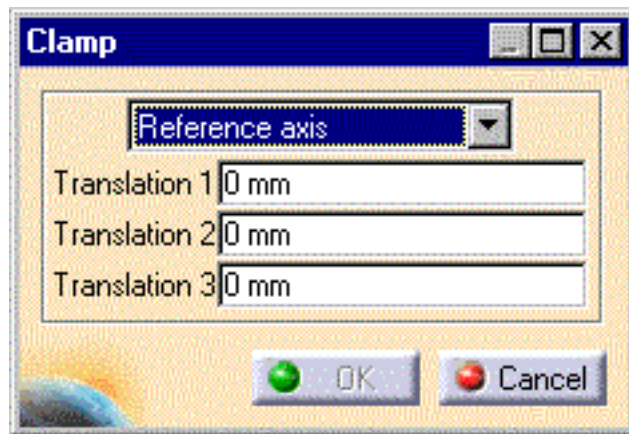 Clamp
Reference axis
Translation 1 0 mm
Translation 2 0 mm
Translation 3 0 mm
OK Cancel